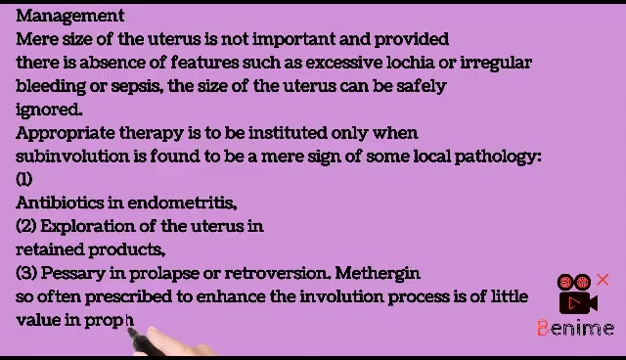 Management
Mere size of the uterus is not important and provided
there is absence of features such as excessive lochia or irregular
bleeding or sepsis, the size of the uterus can be safely
ignored.
Appropriate therapy is to be instituted only when
subinvolution is found to be a mere sign of some local pathology:
(1)
Antibiotics in endometritis,
(2) Exploration of the uterus in
retained products,
(3) Pessary in prolapse or retroversion. Methergin
so often prescribed to enhance the involution process is of little
value in proph
Benime